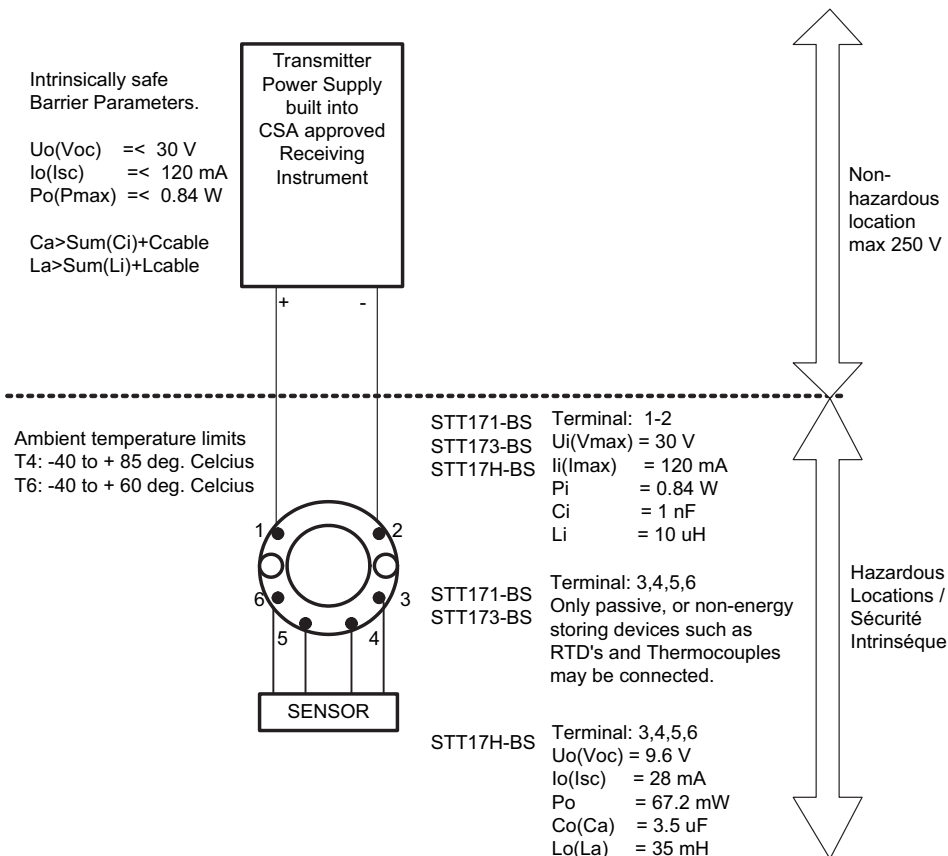 Transmitter
Power Supply
built into
CSA approved
Receiving
Instrument
Intrinsically safe
Barrier Parameters.
Uo(Voc) =< 30 V
Io(Isc) =< 120 mA
Po(Pmax) =< 0.84 W
Ca>Sum(Ci)+Ccable
La>Sum(Li)+Lcable
+ -
Non-
hazardous
location
max 250 V
Ambient temperature limits
T4: -40 to + 85 deg. Celcius
T6: -40 to + 60 deg. Celcius
1 2
6 3
5 4
SENSOR
STT171-BS
STT173-BS
STT17H-BS
Terminal: 1-2
Ui(Vmax) = 30 V
Ii(Imax) = 120 mA
Pi = 0.84 W
Ci = 1 nF
Li = 10 uH
STT171-BS
STT173-BS
Terminal: 3,4,5,6
Only passive, or non-energy
storing devices such as
RTD's and Thermocouples
may be connected.
STT17H-BS
Terminal: 3,4,5,6
Uo(Voc) = 9.6 V
Io(Isc) = 28 mA
Po = 67.2 mW
Co(Ca) = 3.5 uF
Lo(La) = 35 mH
Hazardous
Locations /
Sécurité
Intrinséque